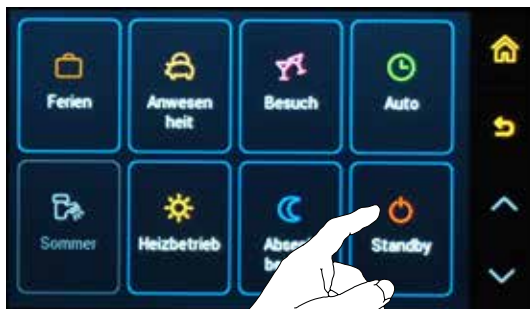 Ferien
Anwesen
heit
Besuch
Auto
Sommer
Heizbetrieb
Standby